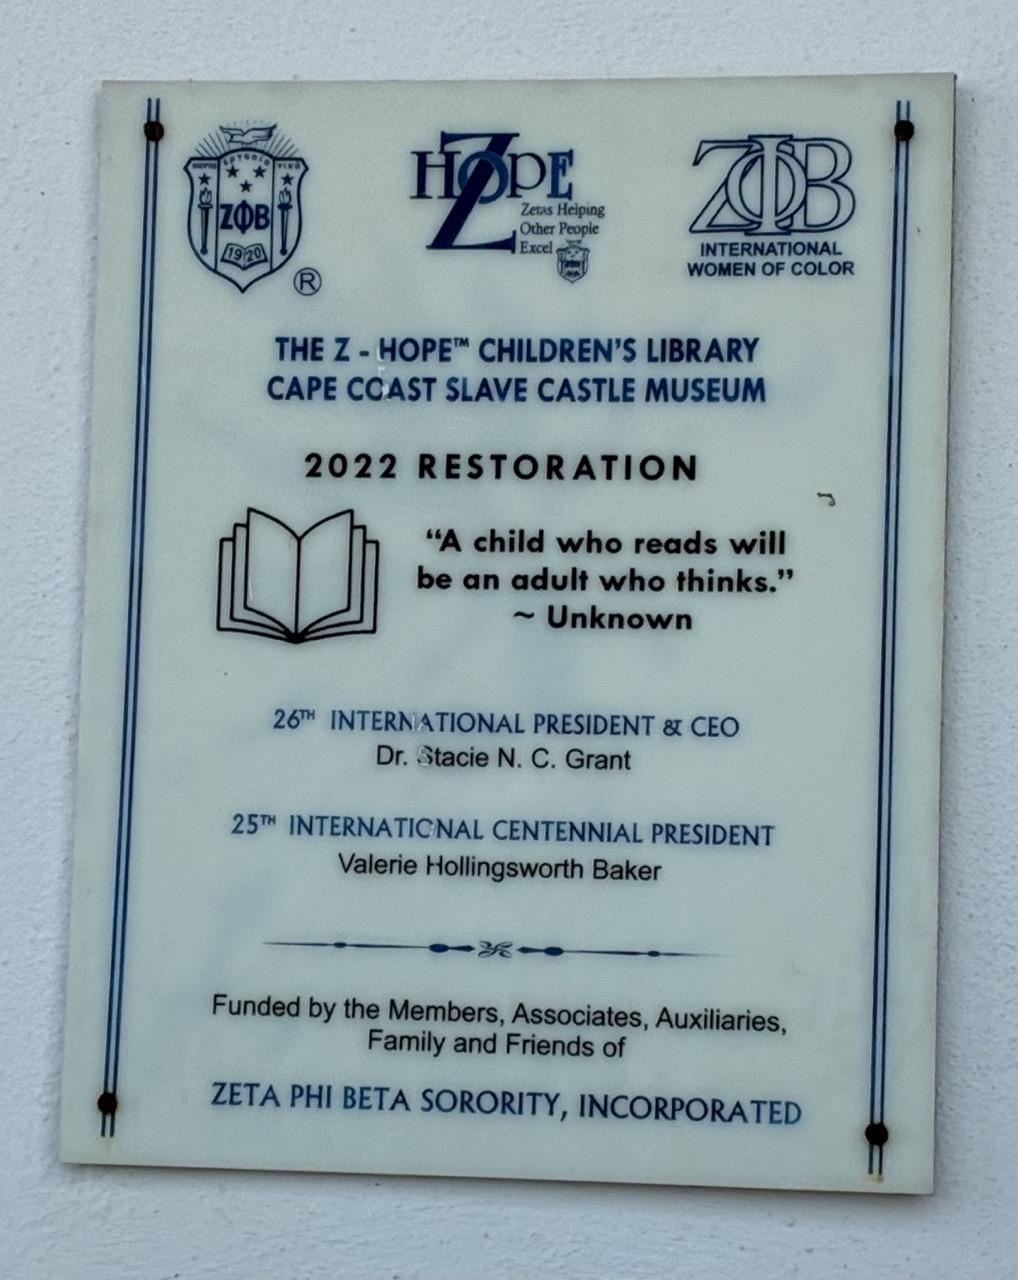 ΖΦΒ
1920
®
Z
HOPE
Zetas Helping
Other People
Excel
ΖΦΒ
INTERNATIONAL
WOMEN OF COLOR
THE Z - HOPE™ CHILDREN'S LIBRARY
CAPE COAST SLAVE CASTLE MUSEUM
2022 RESTORATION
“A child who reads will
be an adult who thinks.”
~ Unknown
26TH INTERNATIONAL PRESIDENT & CEO
Dr. Stacie N. C. Grant
25TH INTERNATIONAL CENTENNIAL PRESIDENT
Valerie Hollingsworth Baker
Funded by the Members, Associates, Auxiliaries,
Family and Friends of
ZETA PHI BETA SORORITY, INCORPORATED